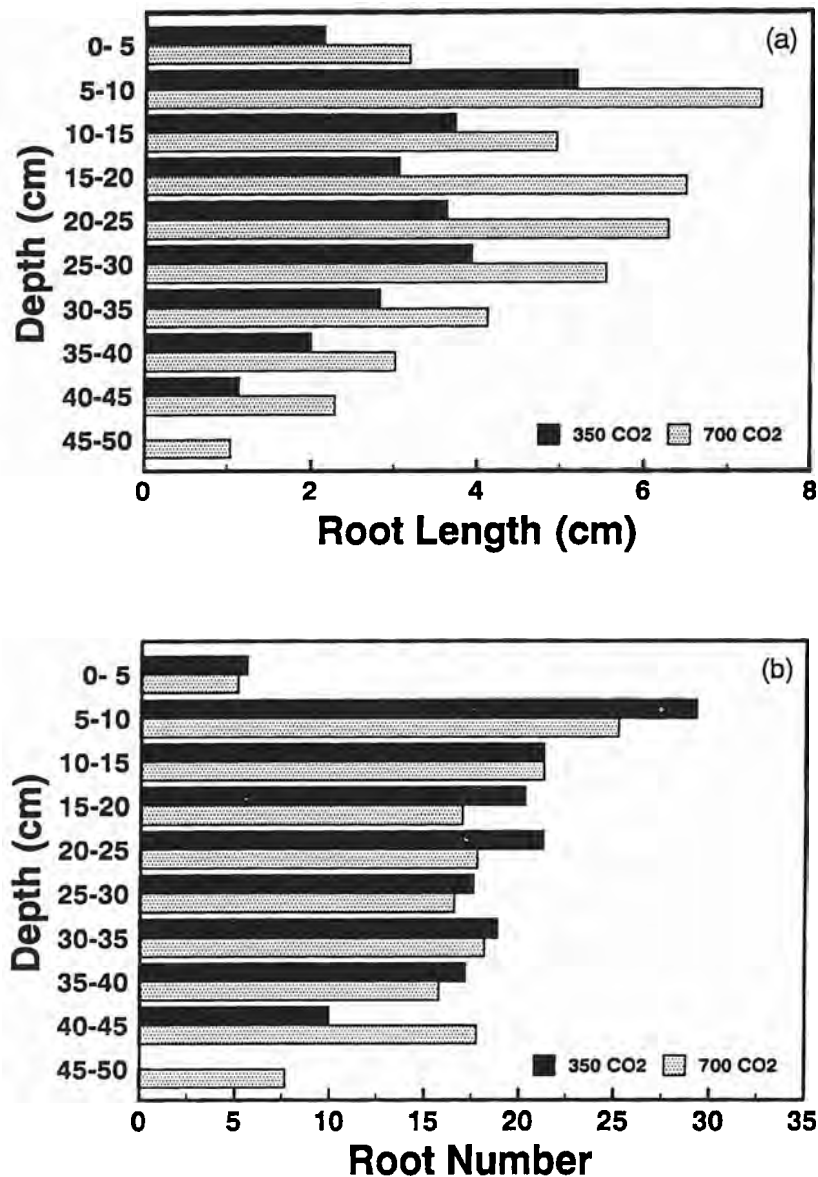 (a)
Depth (cm)
0- 5
5-10
10-15
15-20
20-25
25-30
30-35
35-40
40-45
45-50
350 CO2 700 CO2
0 2 4 6 8
Root Length (cm)
(b)
Depth (cm)
0- 5
5-10
10-15
15-20
20-25
25-30
30-35
35-40
40-45
45-50
350 CO2 700 CO2
0 5 10 15 20 25 30 35
Root Number